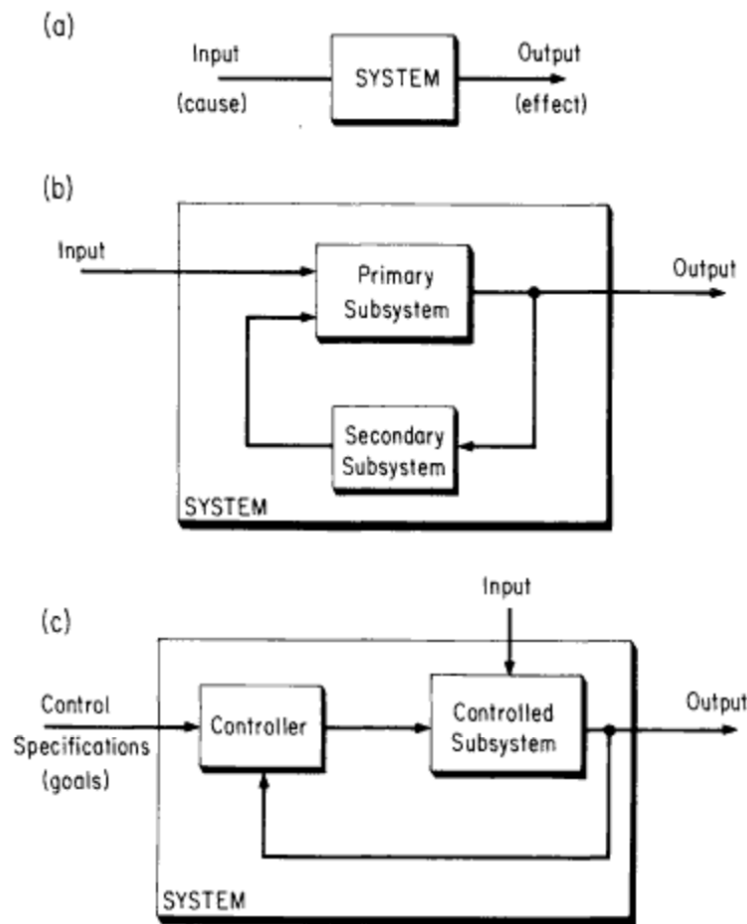 (a)
Input
(cause)
SYSTEM
Output
(effect)
(b)
Input
Primary
Subsystem
Output
Secondary
Subsystem
SYSTEM
(c)
Input
Control
Specifications
(goals)
Controller
Controlled
Subsystem
Output
SYSTEM